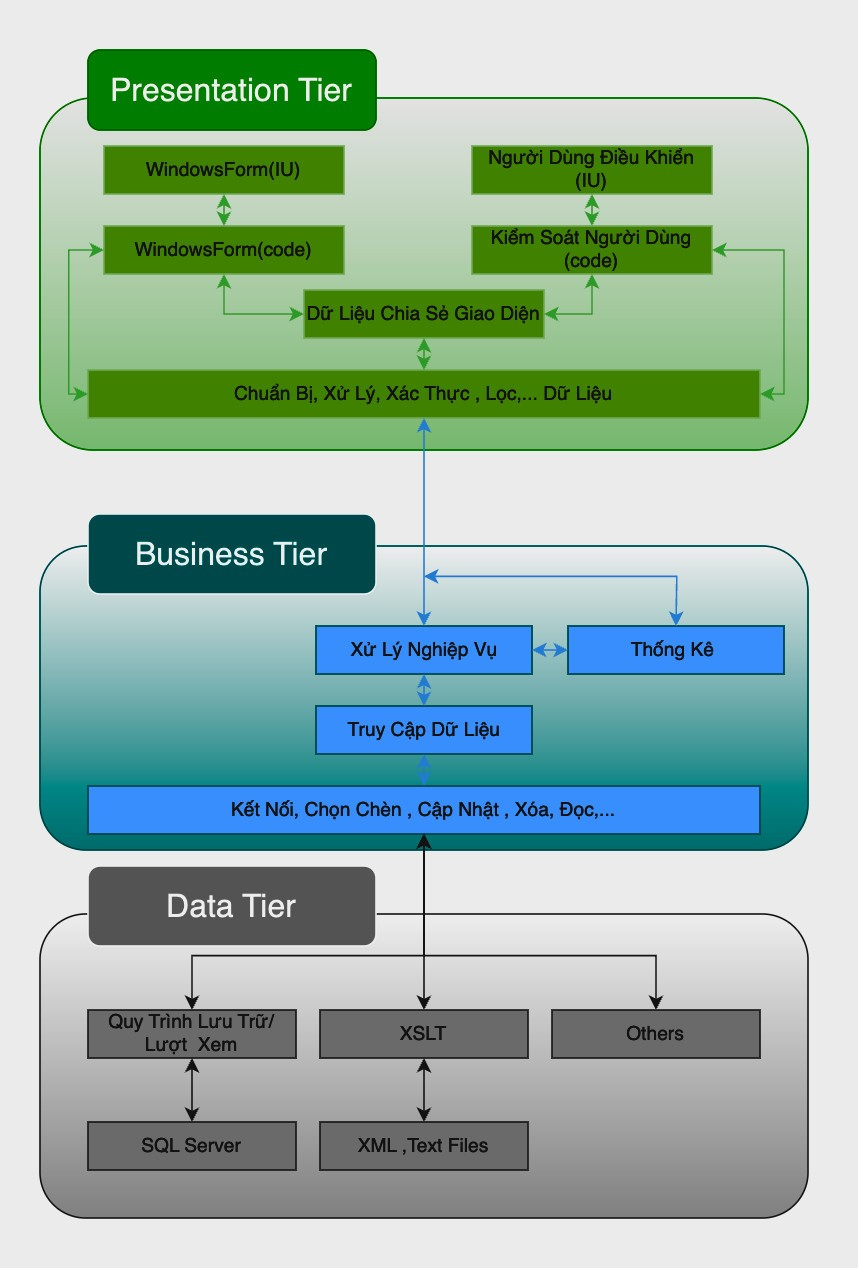 Presentation Tier
WindowsForm(IU)
Người Dùng Điều Khiển
(IU)
WindowsForm(code)
Kiểm Soát Người Dùng
(code)
Dữ Liệu Chia Sẻ Giao Diện
Chuẩn Bị, Xử Lý, Xác Thực , Lọc,... Dữ Liệu
Business Tier
Xử Lý Nghiệp Vụ
Thống Kê
Truy Cập Dữ Liệu
Kết Nối, Chọn Chèn , Cập Nhật , Xóa, Đọc,...
Data Tier
Quy Trình Lưu Trữ/
Lượt  Xem
XSLT
Others
SQL Server
XML ,Text Files